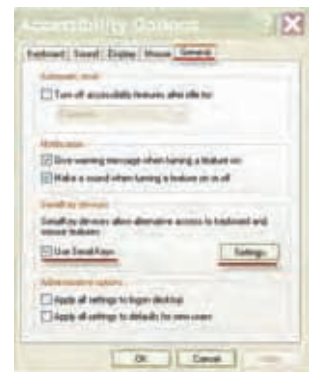 Accessibility Options
Keyboard Sound Display Mouse General
Automatic reset
Turn off accessibility features after idle for:
Notification
Give warning message when turning a feature on
Make a sound when turning a feature on or off
SerialKey devices
SerialKey devices allow alternative access to keyboard and
mouse features.
Use Serial Keys
Settings
Administrative options
Apply all settings to logon desktop
Apply all settings to defaults for new users
OK Cancel